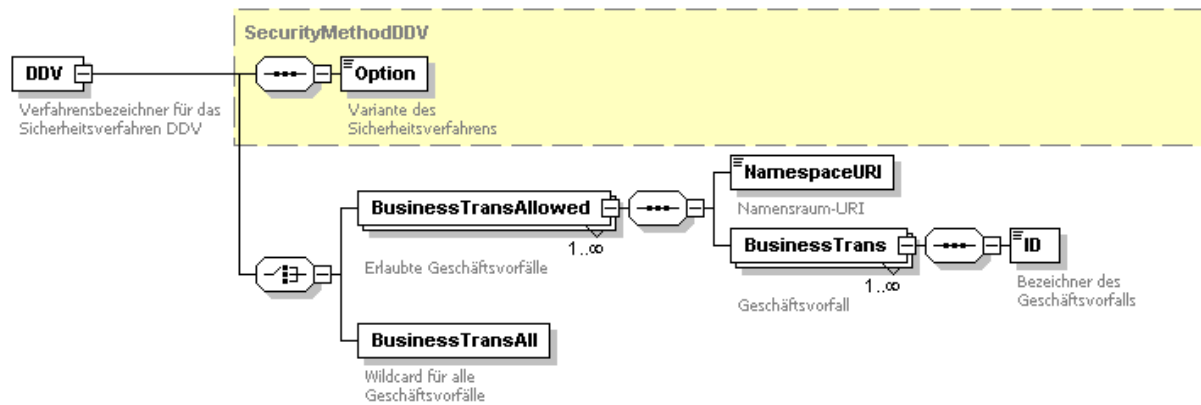 SecurityMethodDDV
DDV
Option
Verfahrensbezeichner für das
Sicherheitsverfahren DDV
Variante des
Sicherheitsverfahrens
NamespaceURI
BusinessTransAllowed
Namensraum-URI
1..∞
BusinessTrans
ID
Erlaubte Geschäftsvorfälle
1..∞
Geschäftsvorfall
Bezeichner des
Geschäftsvorfalls
BusinessTransAll
Wildcard für alle
Geschäftsvorfälle